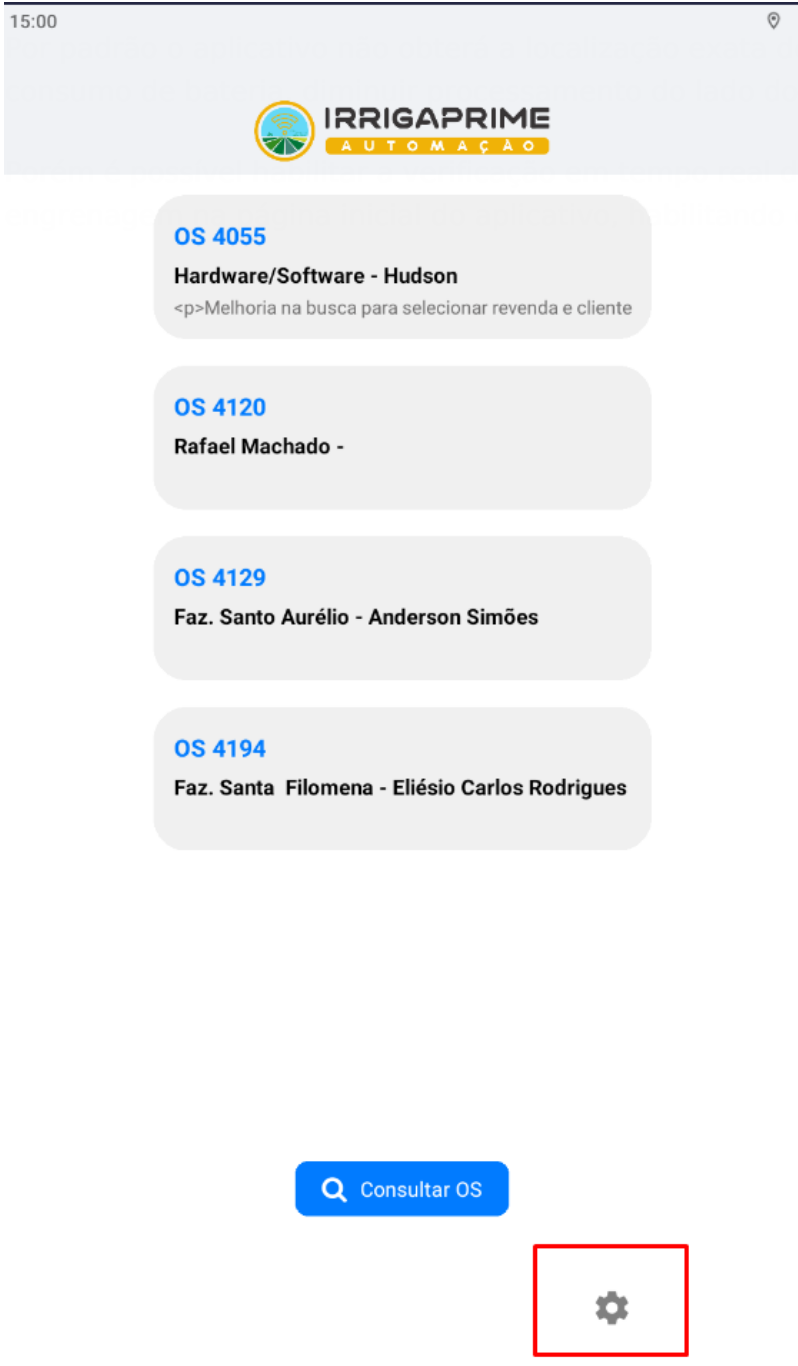 15:00
IRRIGAPRIME
AUTOMAÇÃO
OS 4055
Hardware/Software - Hudson
<p>Melhoria na busca para selecionar revenda e cliente
OS 4120
Rafael Machado -
OS 4129
Faz. Santo Aurélio - Anderson Simões
OS 4194
Faz. Santa  Filomena - Eliésio Carlos Rodrigues
Consultar OS